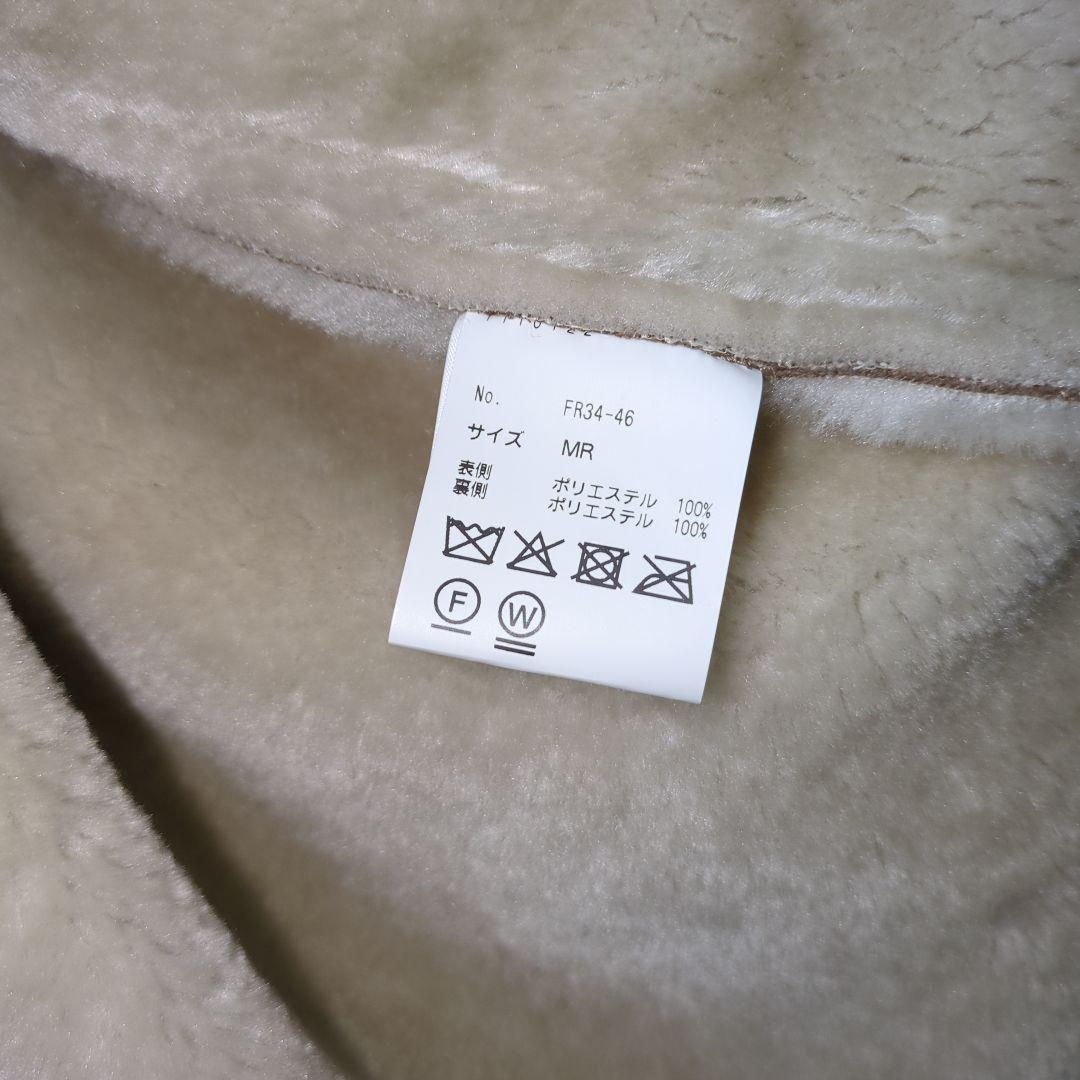 No. FR34-46
サイズ MR
表側 ポリエステル 100%
裏側 ポリエステル 100%
F W